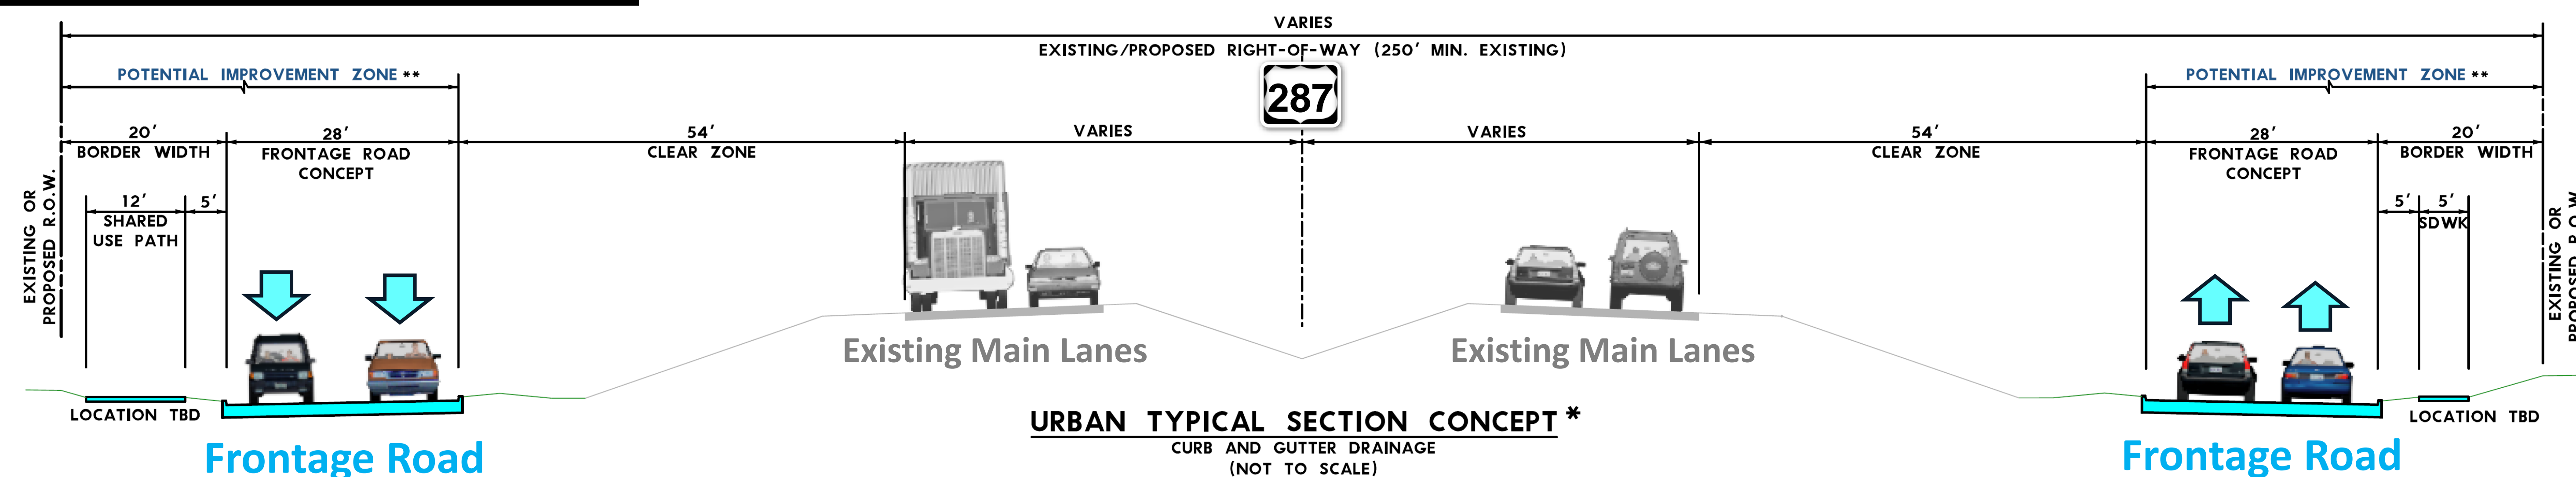 VARIES
EXISTING/PROPOSED RIGHT-OF-WAY (250' MIN. EXISTING)
POTENTIAL IMPROVEMENT ZONE **
287
POTENTIAL IMPROVEMENT ZONE **
20'
BORDER WIDTH
28'
FRONTAGE ROAD
CONCEPT
54'
CLEAR ZONE
VARIES
VARIES
54'
CLEAR ZONE
28'
FRONTAGE ROAD
CONCEPT
20'
BORDER WIDTH
EXISTING OR
PROPOSED R.O.W.
12'
SHARED
USE PATH
5'
5'
5'
SDWK
EXISTING OR
PROPOSED R.O.W.
Existing Main Lanes
Existing Main Lanes
LOCATION TBD
LOCATION TBD
Frontage Road
Frontage Road
URBAN TYPICAL SECTION CONCEPT *
CURB AND GUTTER DRAINAGE
(NOT TO SCALE)